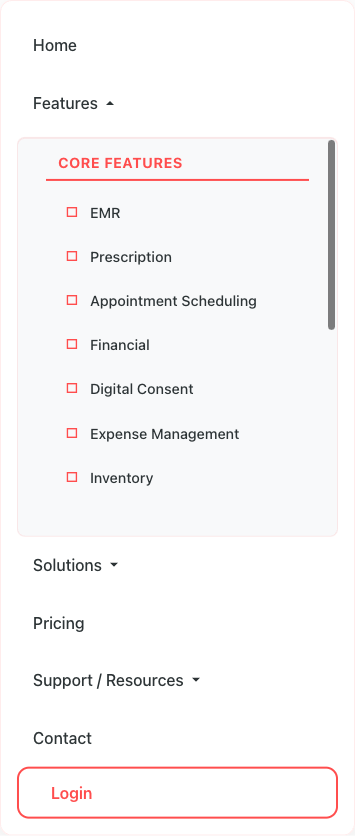 Home
Features
CORE FEATURES
EMR
Prescription
Appointment Scheduling
Financial
Digital Consent
Expense Management
Inventory
Solutions
Pricing
Support / Resources
Contact
Login